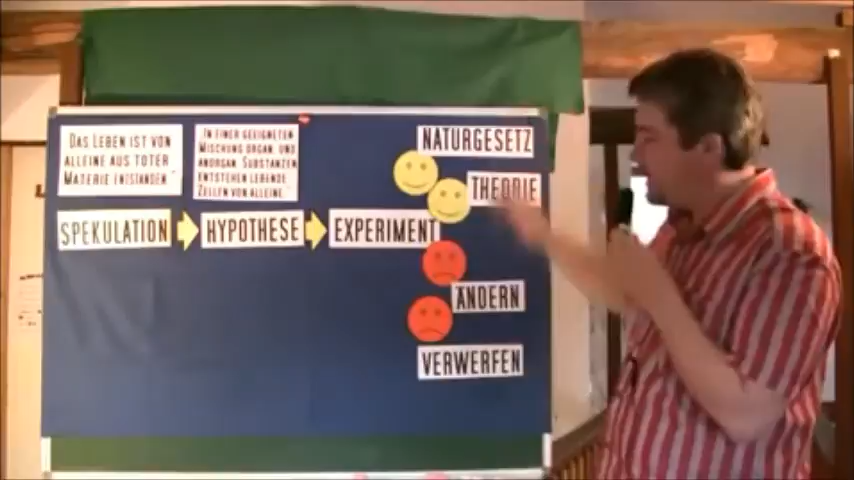 DAS LEBEN IST VON
ALLEINE AUS TOTER
MATERIE ENTSTANDEN"
"IN EINER GEEIGNETEN
MISCHUNG ORGAN. UND
ANORGAN. SUBSTANZEN
ENTSTEHEN LEBENDE
ZELLEN VON ALLEINE."
NATURGESETZ
THEORIE
SPEKULATION
HYPOTHESE
EXPERIMENT
ÄNDERN
VERWERFEN